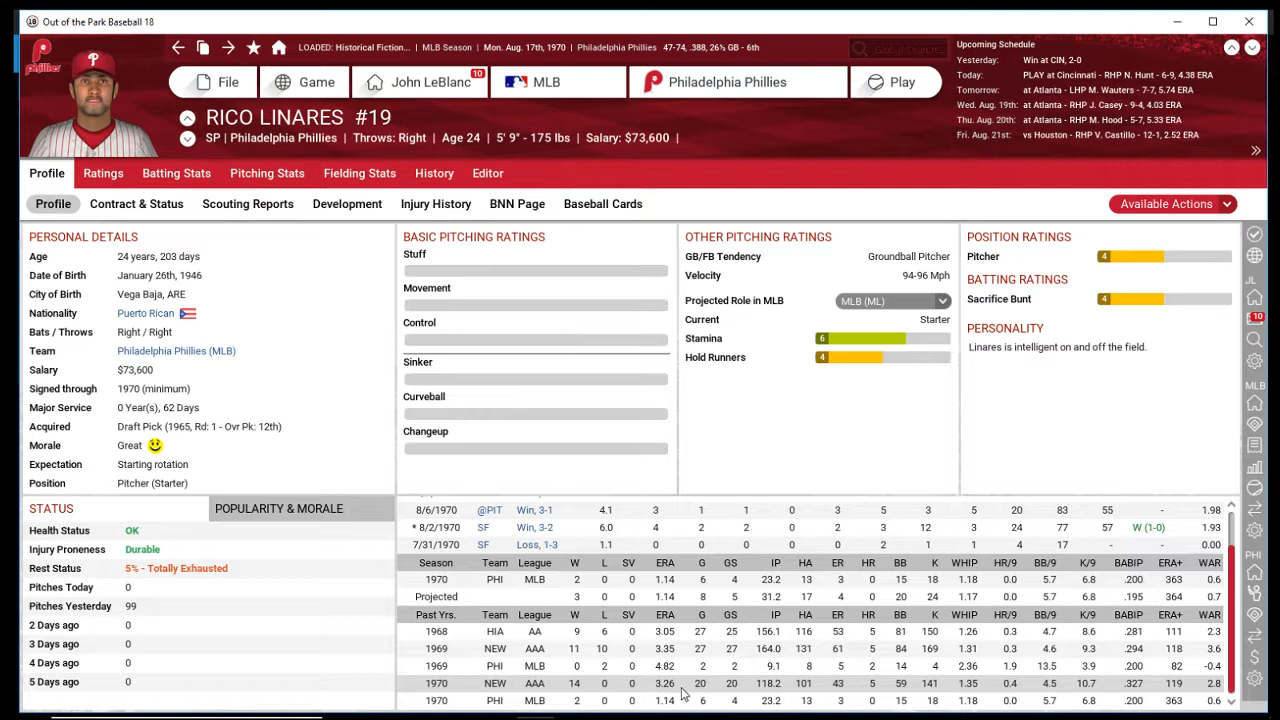 Out of the Park Baseball 18
LOADED: Historical Fiction... | MLB Season | Mon. Aug. 17th, 1970 | Philadelphia Phillies 47-74, .388, 26½ GB - 6th
Global Search...
Upcoming Schedule
Yesterday: Win at CIN, 2-0
Today: PLAY at Cincinnati - RHP N. Hunt - 6-9, 4.38 ERA
Tomorrow: at Atlanta - LHP M. Wauters - 7-7, 5.74 ERA
Wed. Aug. 19th: at Atlanta - RHP J. Casey - 9-4, 4.03 ERA
Thu. Aug. 20th: at Atlanta - RHP M. Hood - 5-7, 5.33 ERA
Fri. Aug. 21st: vs Houston - RHP V. Castillo - 12-1, 2.52 ERA
File Game John LeBlanc 10 MLB Philadelphia Phillies Play
RICO LINARES #19
SP | Philadelphia Phillies | Throws: Right | Age 24 | 5' 9" - 175 lbs | Salary: $73,600 |
Profile Ratings Batting Stats Pitching Stats Fielding Stats History Editor
Profile Contract & Status Scouting Reports Development Injury History BNN Page Baseball Cards Available Actions
PERSONAL DETAILS
Age 24 years, 203 days
Date of Birth January 26th, 1946
City of Birth Vega Baja, ARE
Nationality Puerto Rican
Bats / Throws Right / Right
Team Philadelphia Phillies (MLB)
Salary $73,600
Signed through 1970 (minimum)
Major Service 0 Year(s), 62 Days
Acquired Draft Pick (1965, Rd: 1 - Ovr Pk: 12th)
Morale Great
Expectation Starting rotation
Position Pitcher (Starter)
BASIC PITCHING RATINGS
Stuff
Movement
Control
Sinker
Curveball
Changeup
OTHER PITCHING RATINGS
GB/FB Tendency Groundball Pitcher
Velocity 94-96 Mph
Projected Role in MLB MLB (ML)
Current Starter
Stamina 6
Hold Runners 4
POSITION RATINGS
Pitcher 4
BATTING RATINGS
Sacrifice Bunt 4
PERSONALITY
Linares is intelligent on and off the field.
JL
10
MLB
PHI
STATUS POPULARITY & MORALE
Health Status OK
Injury Proneness Durable
Rest Status 5% - Totally Exhausted
Pitches Today 0
Pitches Yesterday 99
2 Days ago 0
3 Days ago 0
4 Days ago 0
5 Days ago 0
8/6/1970 @PIT Win, 3-1 4.1 3 1 1 0 3 5 3 5 20 83 55 - 1.98
* 8/2/1970 SF Win, 3-2 6.0 4 2 2 0 3 12 3 24 77 57 W (1-0) 1.93
7/31/1970 SF Loss, 1-3 1.1 0 0 0 0 2 1 1 4 17 - - 0.00
Season Team League W L SV ERA G GS IP HA ER HR BB K WHIP HR/9 BB/9 K/9 BABIP ERA+ WAR
1970 PHI MLB 2 0 0 1.14 6 4 23.2 13 3 0 15 18 1.18 0.0 5.7 6.8 .200 363 0.6
Projected 3 0 0 1.14 8 5 31.2 17 4 0 20 24 1.17 0.0 5.7 6.8 .195 364 0.7
Past Yrs. Team League W L SV ERA G GS IP HA ER HR BB K WHIP HR/9 BB/9 K/9 BABIP ERA+ WAR
1968 HIA AA 9 6 0 3.05 27 25 156.1 116 53 5 81 150 1.26 0.3 4.7 8.6 .281 111 2.3
1969 NEW AAA 11 10 0 3.35 27 27 164.0 131 61 5 84 169 1.31 0.3 4.6 9.3 .294 118 3.6
1969 PHI MLB 0 2 0 4.82 2 2 9.1 8 5 2 14 4 2.36 1.9 13.5 3.9 .200 82 -0.4
1970 NEW AAA 14 0 0 3.26 20 20 118.2 101 43 5 59 141 1.35 0.4 4.5 10.7 .327 119 2.8
1970 PHI MLB 2 0 0 1.14 6 4 23.2 13 3 0 15 18 1.18 0.0 5.7 6.8 .200 363 0.6